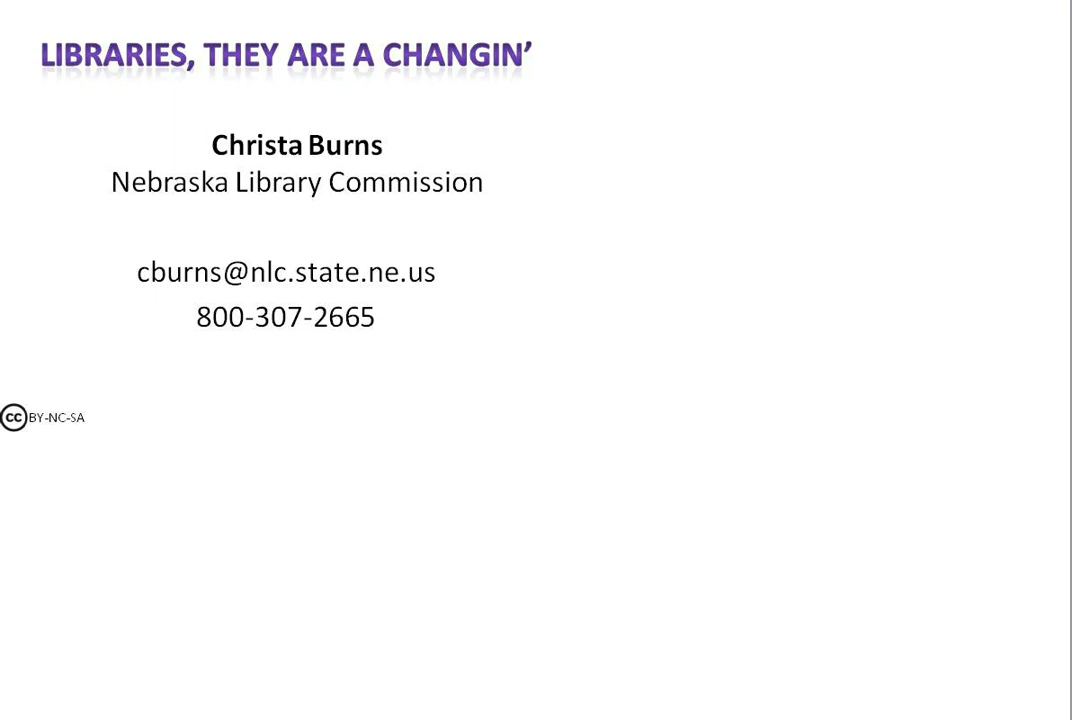 LIBRARIES, THEY ARE A CHANGIN’
Christa Burns
Nebraska Library Commission
cburns@nlc.state.ne.us
800-307-2665
cc BY-NC-SA